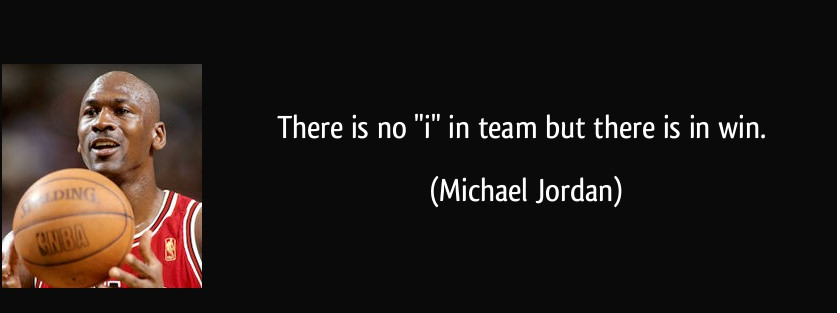 There is no "i" in team but there is in win.
(Michael Jordan)
SPALDING
NBA